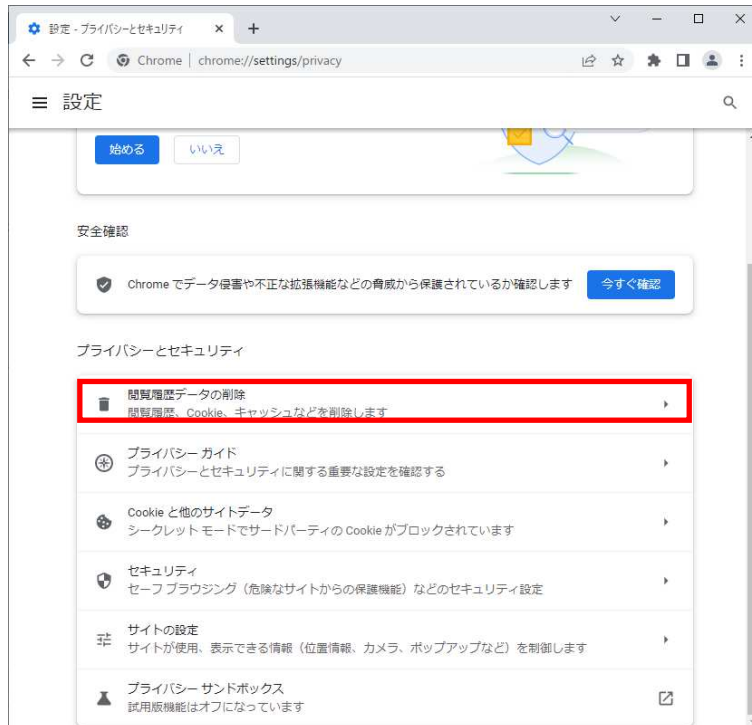 設定 - プライバシーとセキュリティ
Chrome | chrome://settings/privacy
設定
始める
いいえ
安全確認
Chrome でデータ侵害や不正な拡張機能などの脅威から保護されているか確認します
今すぐ確認
プライバシーとセキュリティ
閲覧履歴データの削除
閲覧履歴、Cookie、キャッシュなどを削除します
プライバシー ガイド
プライバシーとセキュリティに関する重要な設定を確認する
Cookie と他のサイトデータ
シークレット モードでサードパーティの Cookie がブロックされています
セキュリティ
セーフ ブラウジング（危険なサイトからの保護機能）などのセキュリティ設定
サイトの設定
サイトが使用、表示できる情報（位置情報、カメラ、ポップアップなど）を制御します
プライバシー サンドボックス
試用版機能はオフになっています